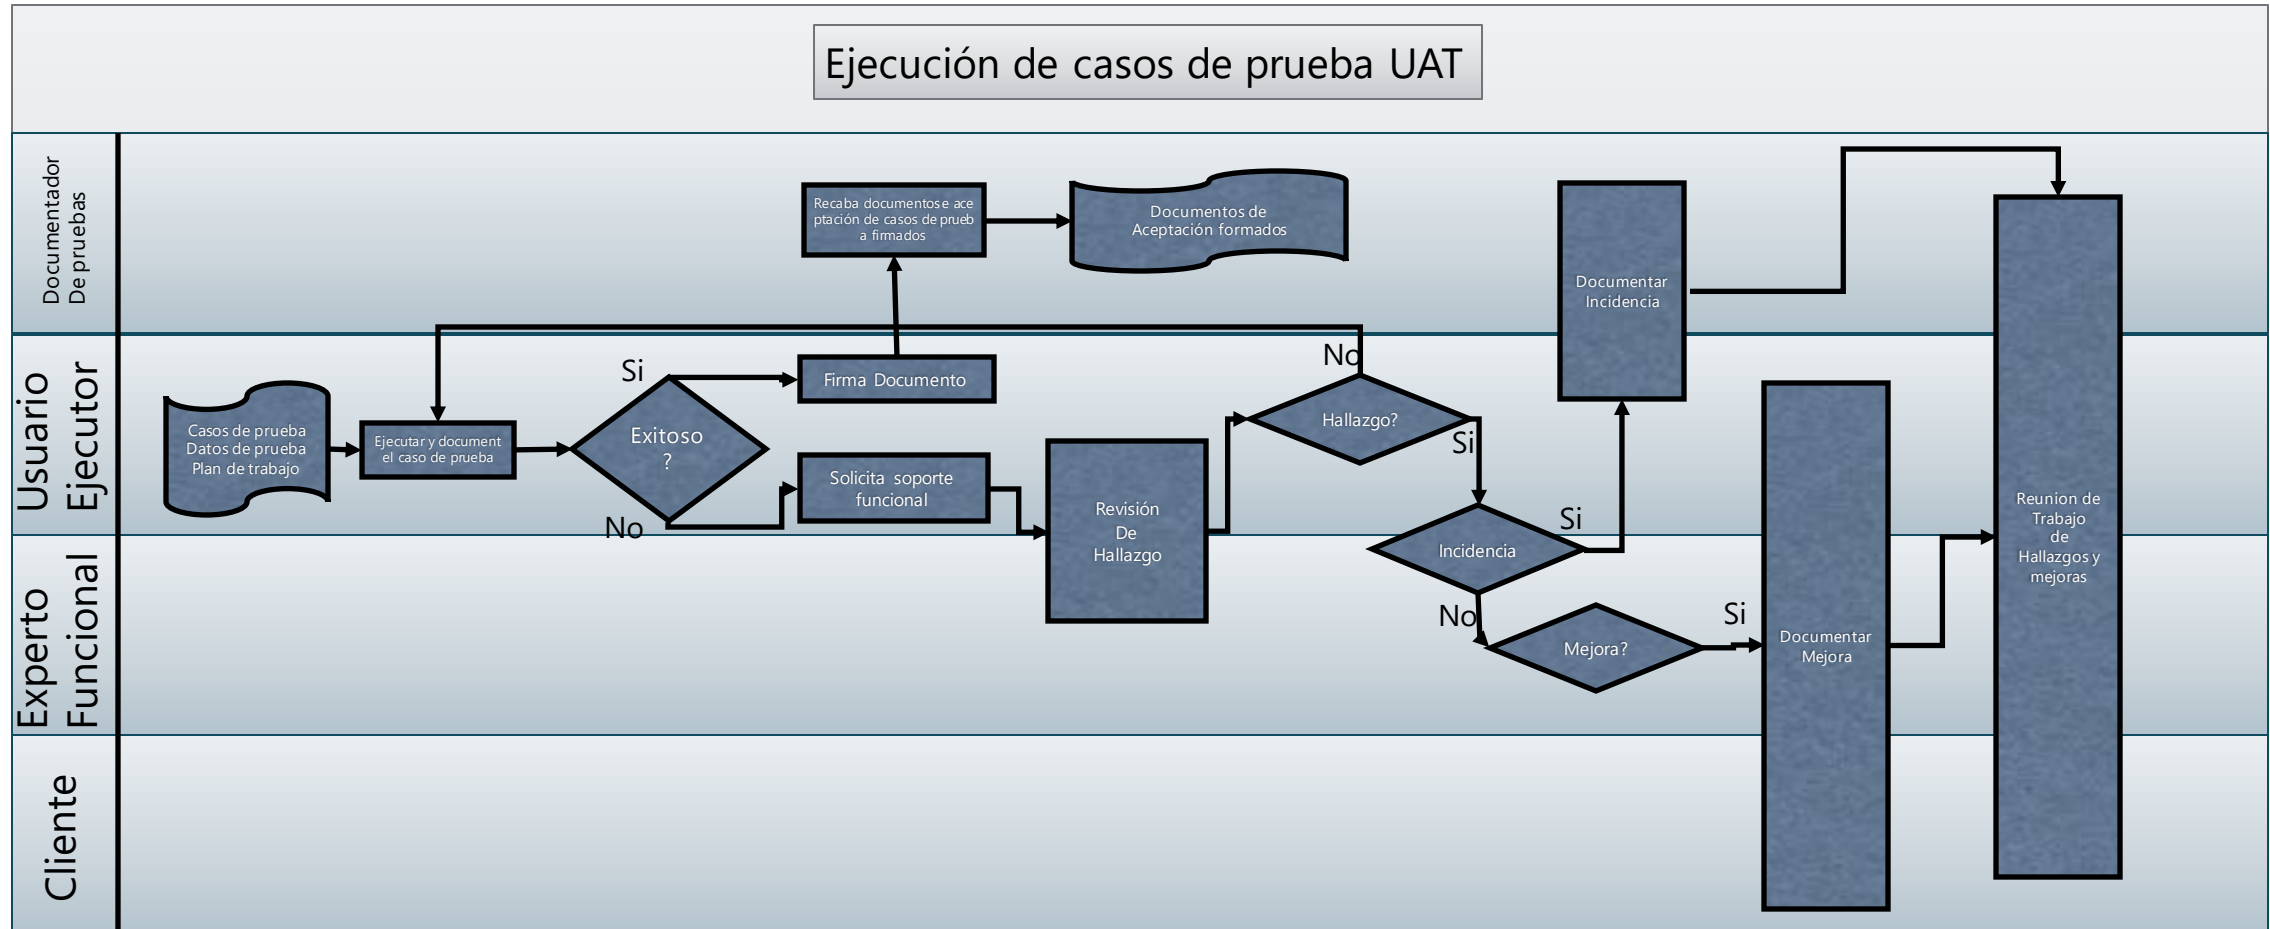 Ejecución de casos de prueba UAT
Documentador
De pruebas
Recaba documentos e ace
ptación de casos de prueb
a firmados
Documentos de
Aceptación formados
Documentar
Incidencia
Usuario
Ejecutor
Casos de prueba
Datos de prueba
Plan de trabajo
Ejecutar y document
el caso de prueba
Exitoso
?
Si
No
Firma Documento
Solicita soporte
funcional
Revisión
De
Hallazgo
Hallazgo?
No
Si
Incidencia
Si
No
Mejora?
Si
Documentar
Mejora
Reunion de
Trabajo
de
Hallazgos y
mejoras
Experto
Funcional
Cliente